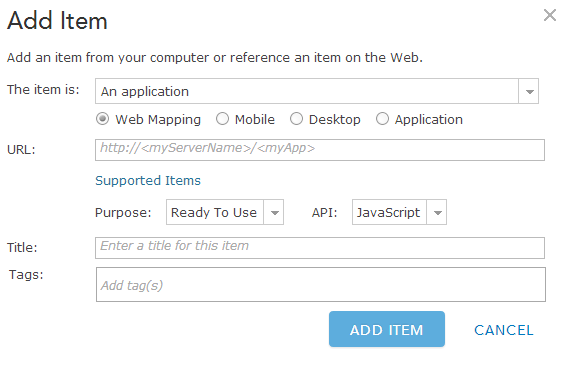 Add Item
Add an item from your computer or reference an item on the Web.
The item is: An application
Web Mapping Mobile Desktop Application
URL: http://<myServerName>/<myApp>
Supported Items
Purpose: Ready To Use API: JavaScript
Title: Enter a title for this item
Tags: Add tag(s)
ADD ITEM CANCEL